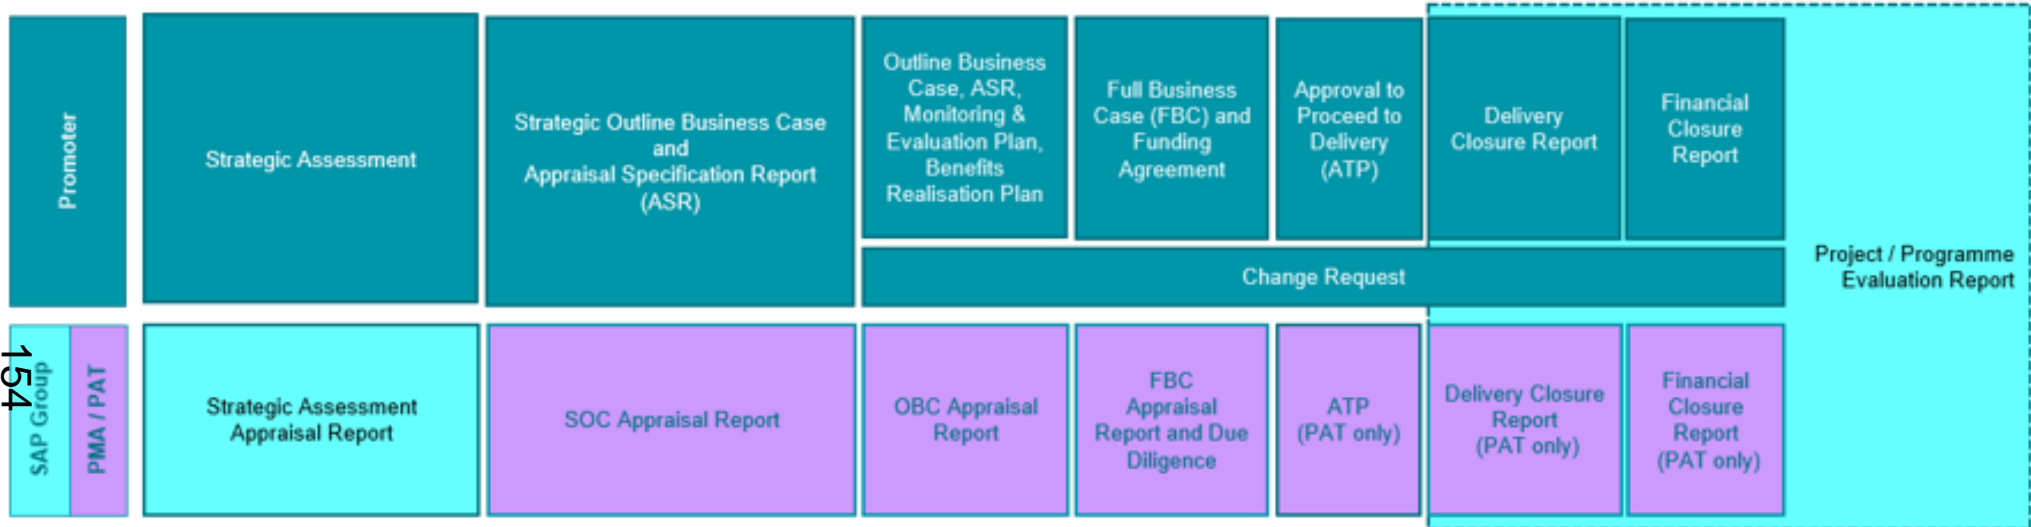 Promoter
Strategic Assessment
Strategic Outline Business Case
and
Appraisal Specification Report
(ASR)
Outline Business
Case, ASR,
Monitoring &
Evaluation Plan,
Benefits
Realisation Plan
Full Business
Case (FBC) and
Funding
Agreement
Approval to
Proceed to
Delivery
(ATP)
Delivery
Closure Report
Financial
Closure
Report
Change Request
Project / Programme
Evaluation Report
154
SAP Group
PMA / PAT
Strategic Assessment
Appraisal Report
SOC Appraisal Report
OBC Appraisal
Report
FBC
Appraisal
Report and Due
Diligence
ATP
(PAT only)
Delivery Closure
Report
(PAT only)
Financial
Closure
Report
(PAT only)